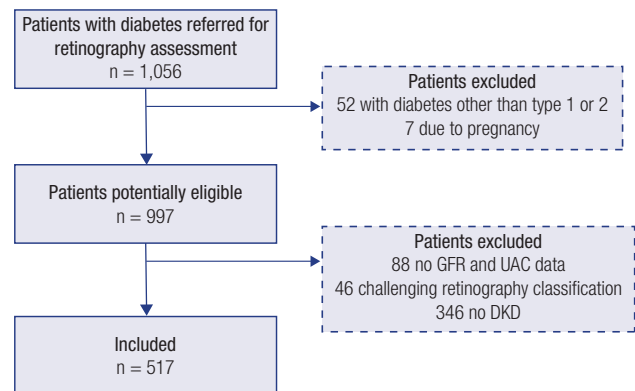 Patients with diabetes referred for
retinography assessment
n = 1,056
Patients excluded
52 with diabetes other than type 1 or 2
7 due to pregnancy
Patients potentially eligible
n = 997
Patients excluded
88 no GFR and UAC data
46 challenging retinography classification
346 no DKD
Included
n = 517